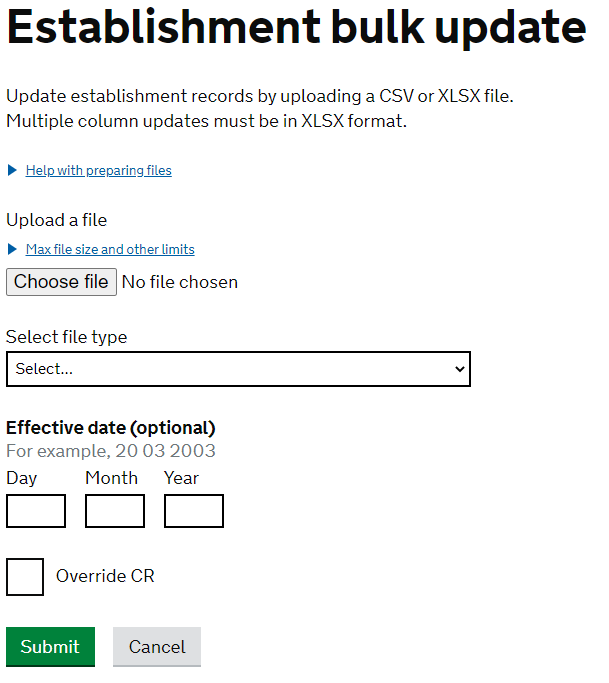 Establishment bulk update
Update establishment records by uploading a CSV or XLSX file.
Multiple column updates must be in XLSX format.
Help with preparing files
Upload a file
Max file size and other limits
Choose file No file chosen
Select file type
Select...
Effective date (optional)
For example, 20 03 2003
Day Month Year
Override CR
Submit Cancel